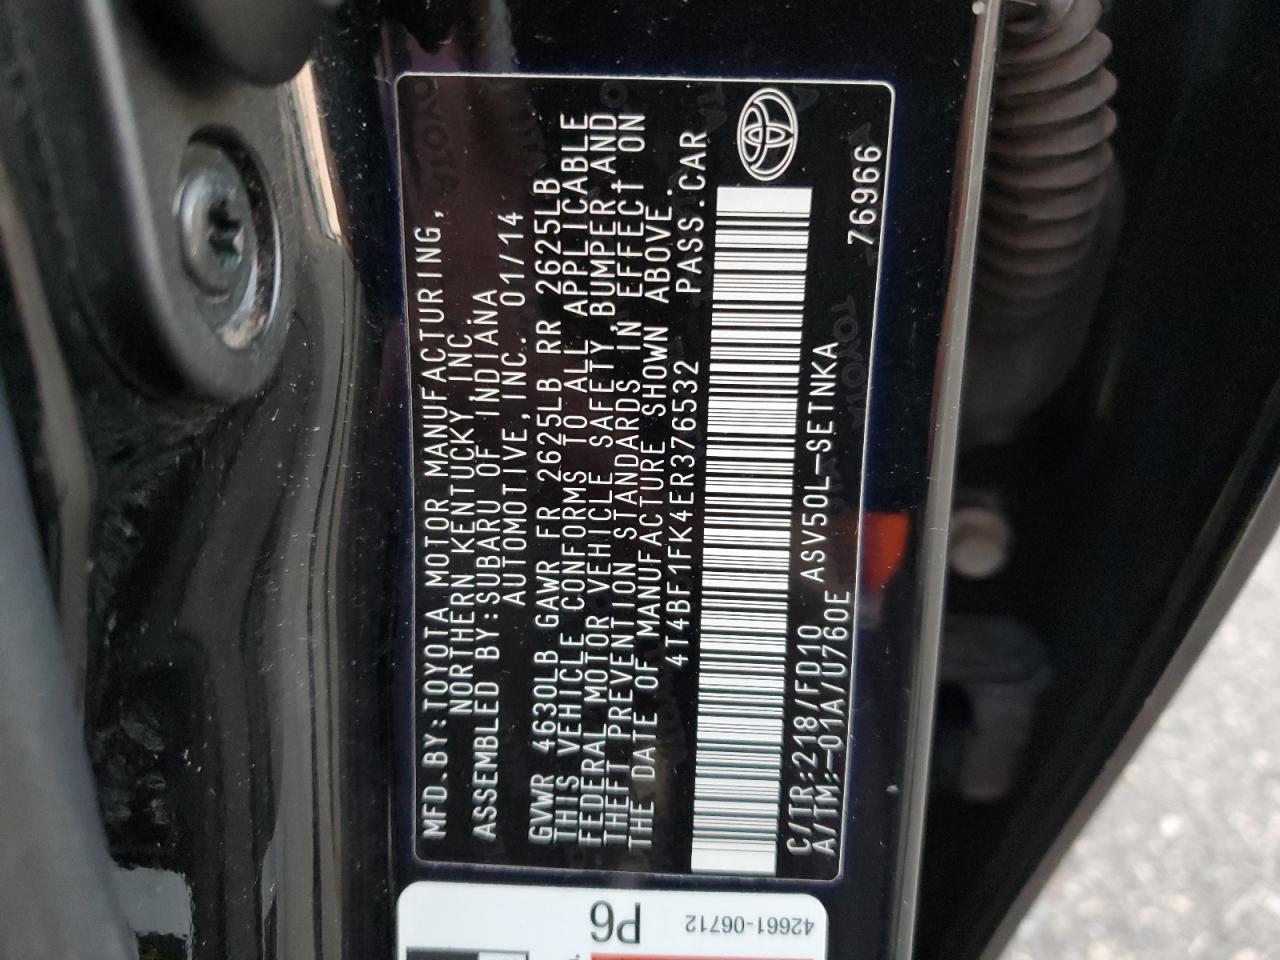 MFD.BY:TOYOTA MOTOR MANUFACTURING,
NORTHERN KENTUCKY INC.
ASSEMBLED BY:SUBARU OF INDIANA
AUTOMOTIVE,INC. 01/14
GVWR 4630LB GAWR FR 2625LB RR 2625LB
THIS VEHICLE CONFORMS TO ALL APPLICABLE
FEDERAL MOTOR VEHICLE SAFETY,BUMPER,AND
THEFT PREVENTION STANDARDS IN EFFECT ON
THE DATE OF MANUFACTURE SHOWN ABOVE.
4T4BF1FK4ER376532 PASS.CAR
C/TR:218/FD10 ASV50L-SETNKA
A/TM:-01A/U760E
76966
P6
42661-06712